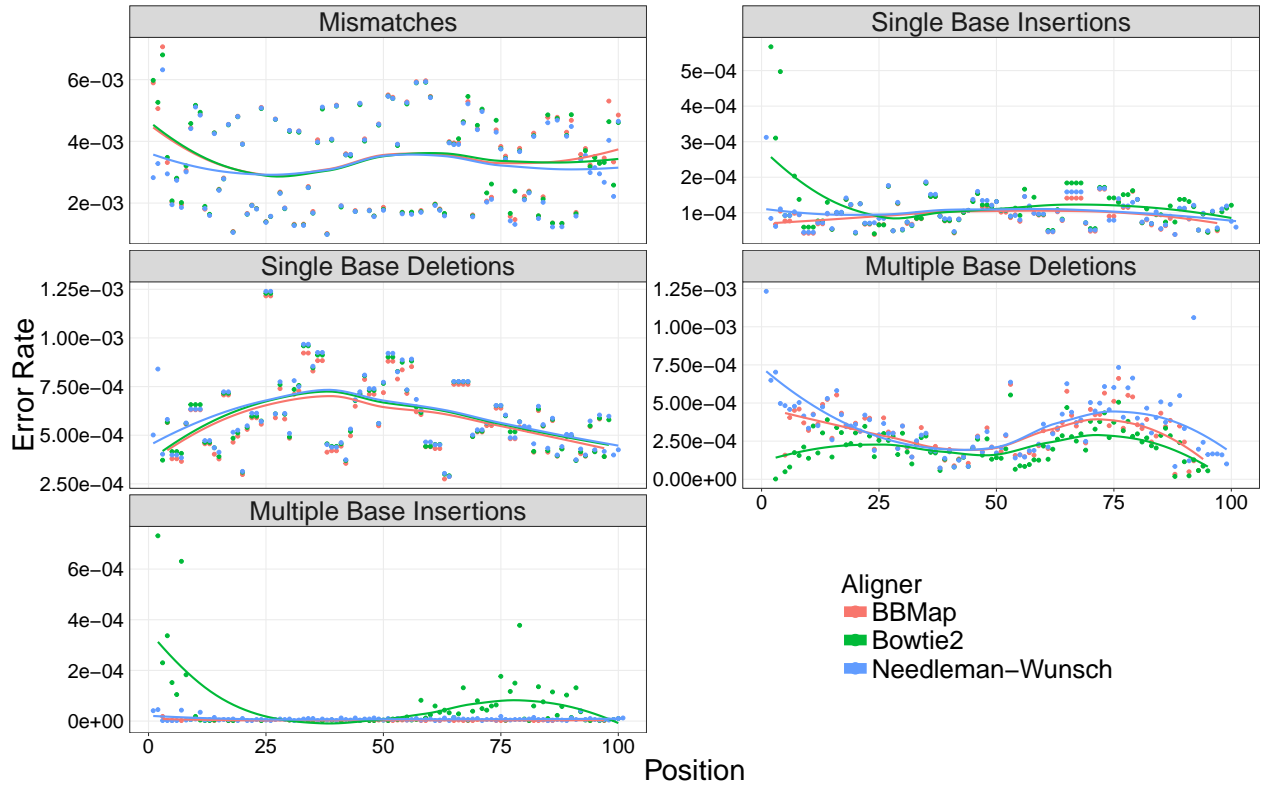 Mismatches
Single Base Insertions
6e−03
4e−03
2e−03
5e−04
4e−04
3e−04
2e−04
1e−04
Single Base Deletions
Multiple Base Deletions
1.25e−03
1.00e−03
7.50e−04
5.00e−04
2.50e−04
1.25e−03
1.00e−03
7.50e−04
5.00e−04
2.50e−04
0.00e+00
0 25 50 75 100
Multiple Base Insertions
6e−04
4e−04
2e−04
0e+00
0 25 50 75 100
Error Rate
Position
Aligner
BBMap
Bowtie2
Needleman−Wunsch